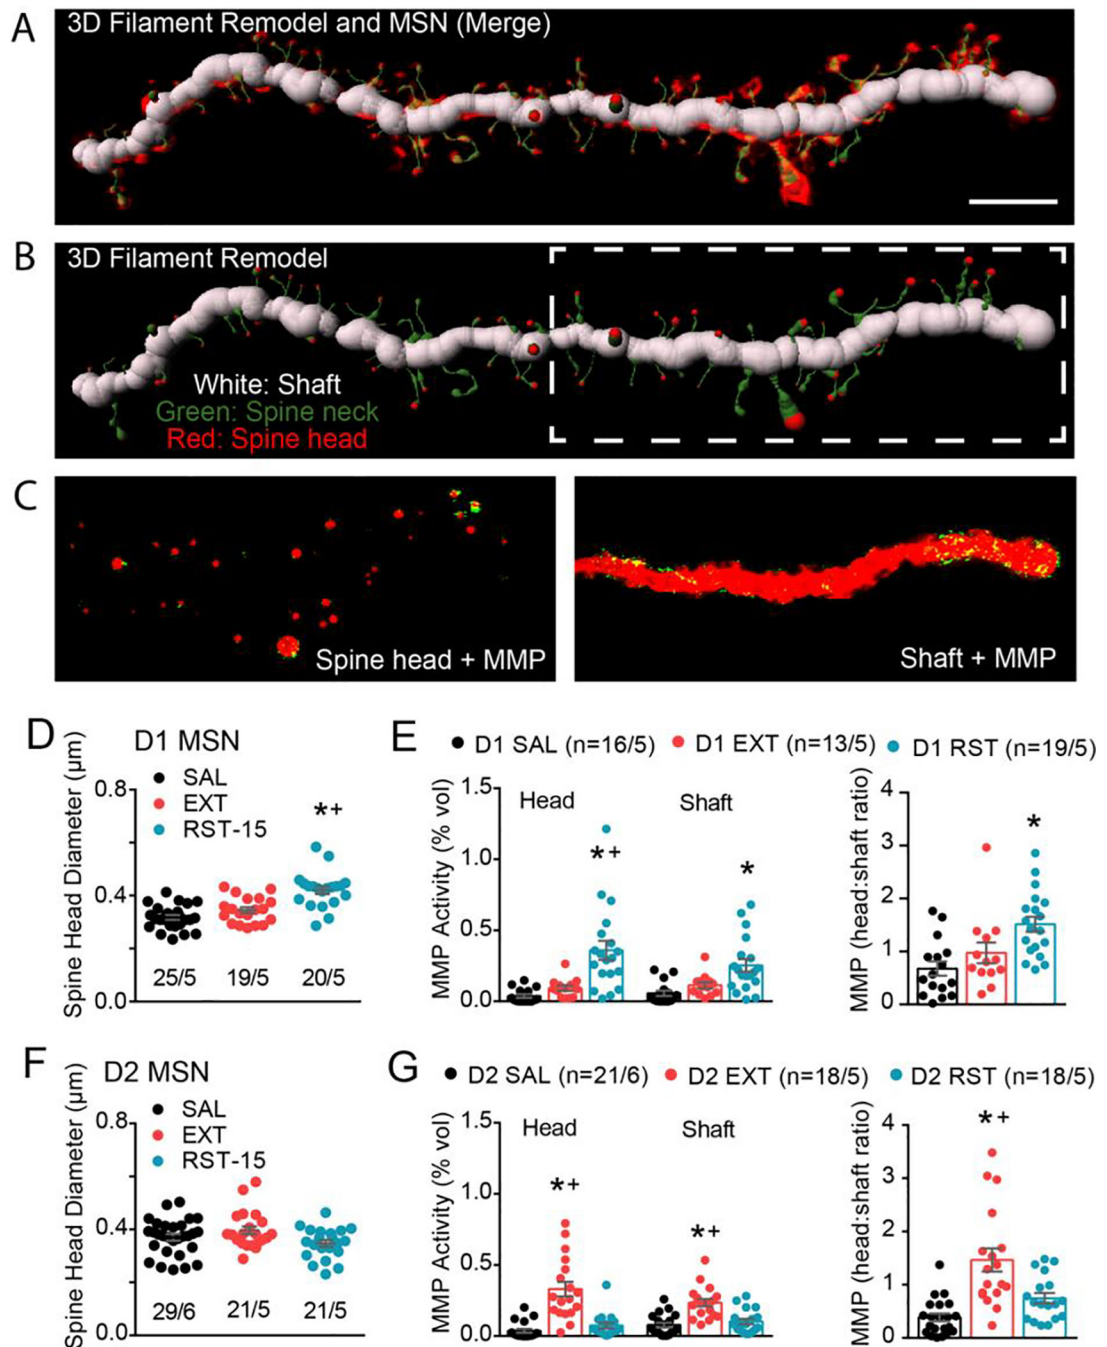 A
3D Filament Remodel and MSN (Merge)
B
3D Filament Remodel
White: Shaft
Green: Spine neck
Red: Spine head
C
Spine head + MMP
Shaft + MMP
D
D1 MSN
SAL
EXT
RST-15
Spine Head Diameter (µm)
0.8
0.4
0.0
*+
25/5 19/5 20/5
E
D1 SAL (n=16/5) D1 EXT (n=13/5) D1 RST (n=19/5)
MMP Activity (% vol)
1.5
1.0
0.5
0.0
Head Shaft
*+ *
MMP (head:shaft ratio)
4
3
2
1
0
*
F
D2 MSN
SAL
EXT
RST-15
Spine Head Diameter (µm)
0.8
0.4
0.0
29/6 21/5 21/5
G
D2 SAL (n=21/6) D2 EXT (n=18/5) D2 RST (n=18/5)
MMP Activity (% vol)
1.5
1.0
0.5
0.0
Head Shaft
*+ *+
MMP (head:shaft ratio)
4
3
2
1
0
*+